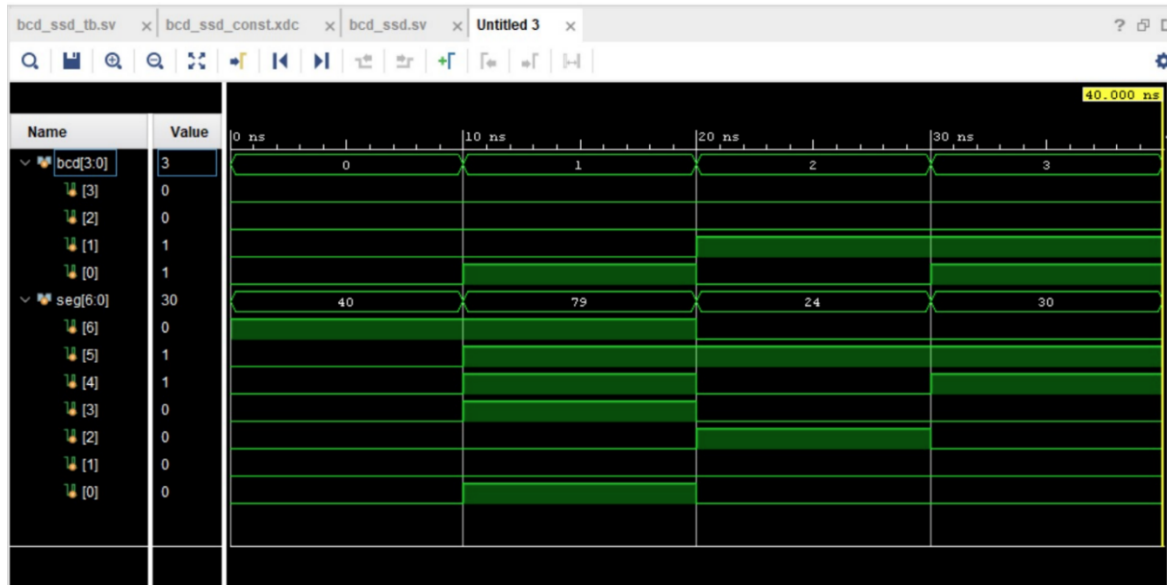 bcd_ssd_tb.sv × bcd_ssd_const.xdc × bcd_ssd.sv × Untitled 3 × ?
40.000 ns
Name Value 0 ns 10 ns 20 ns 30 ns
bcd[3:0] 3 0 1 2 3
[3] 0
[2] 0
[1] 1
[0] 1
seg[6:0] 30 40 79 24 30
[6] 0
[5] 1
[4] 1
[3] 0
[2] 0
[1] 0
[0] 0